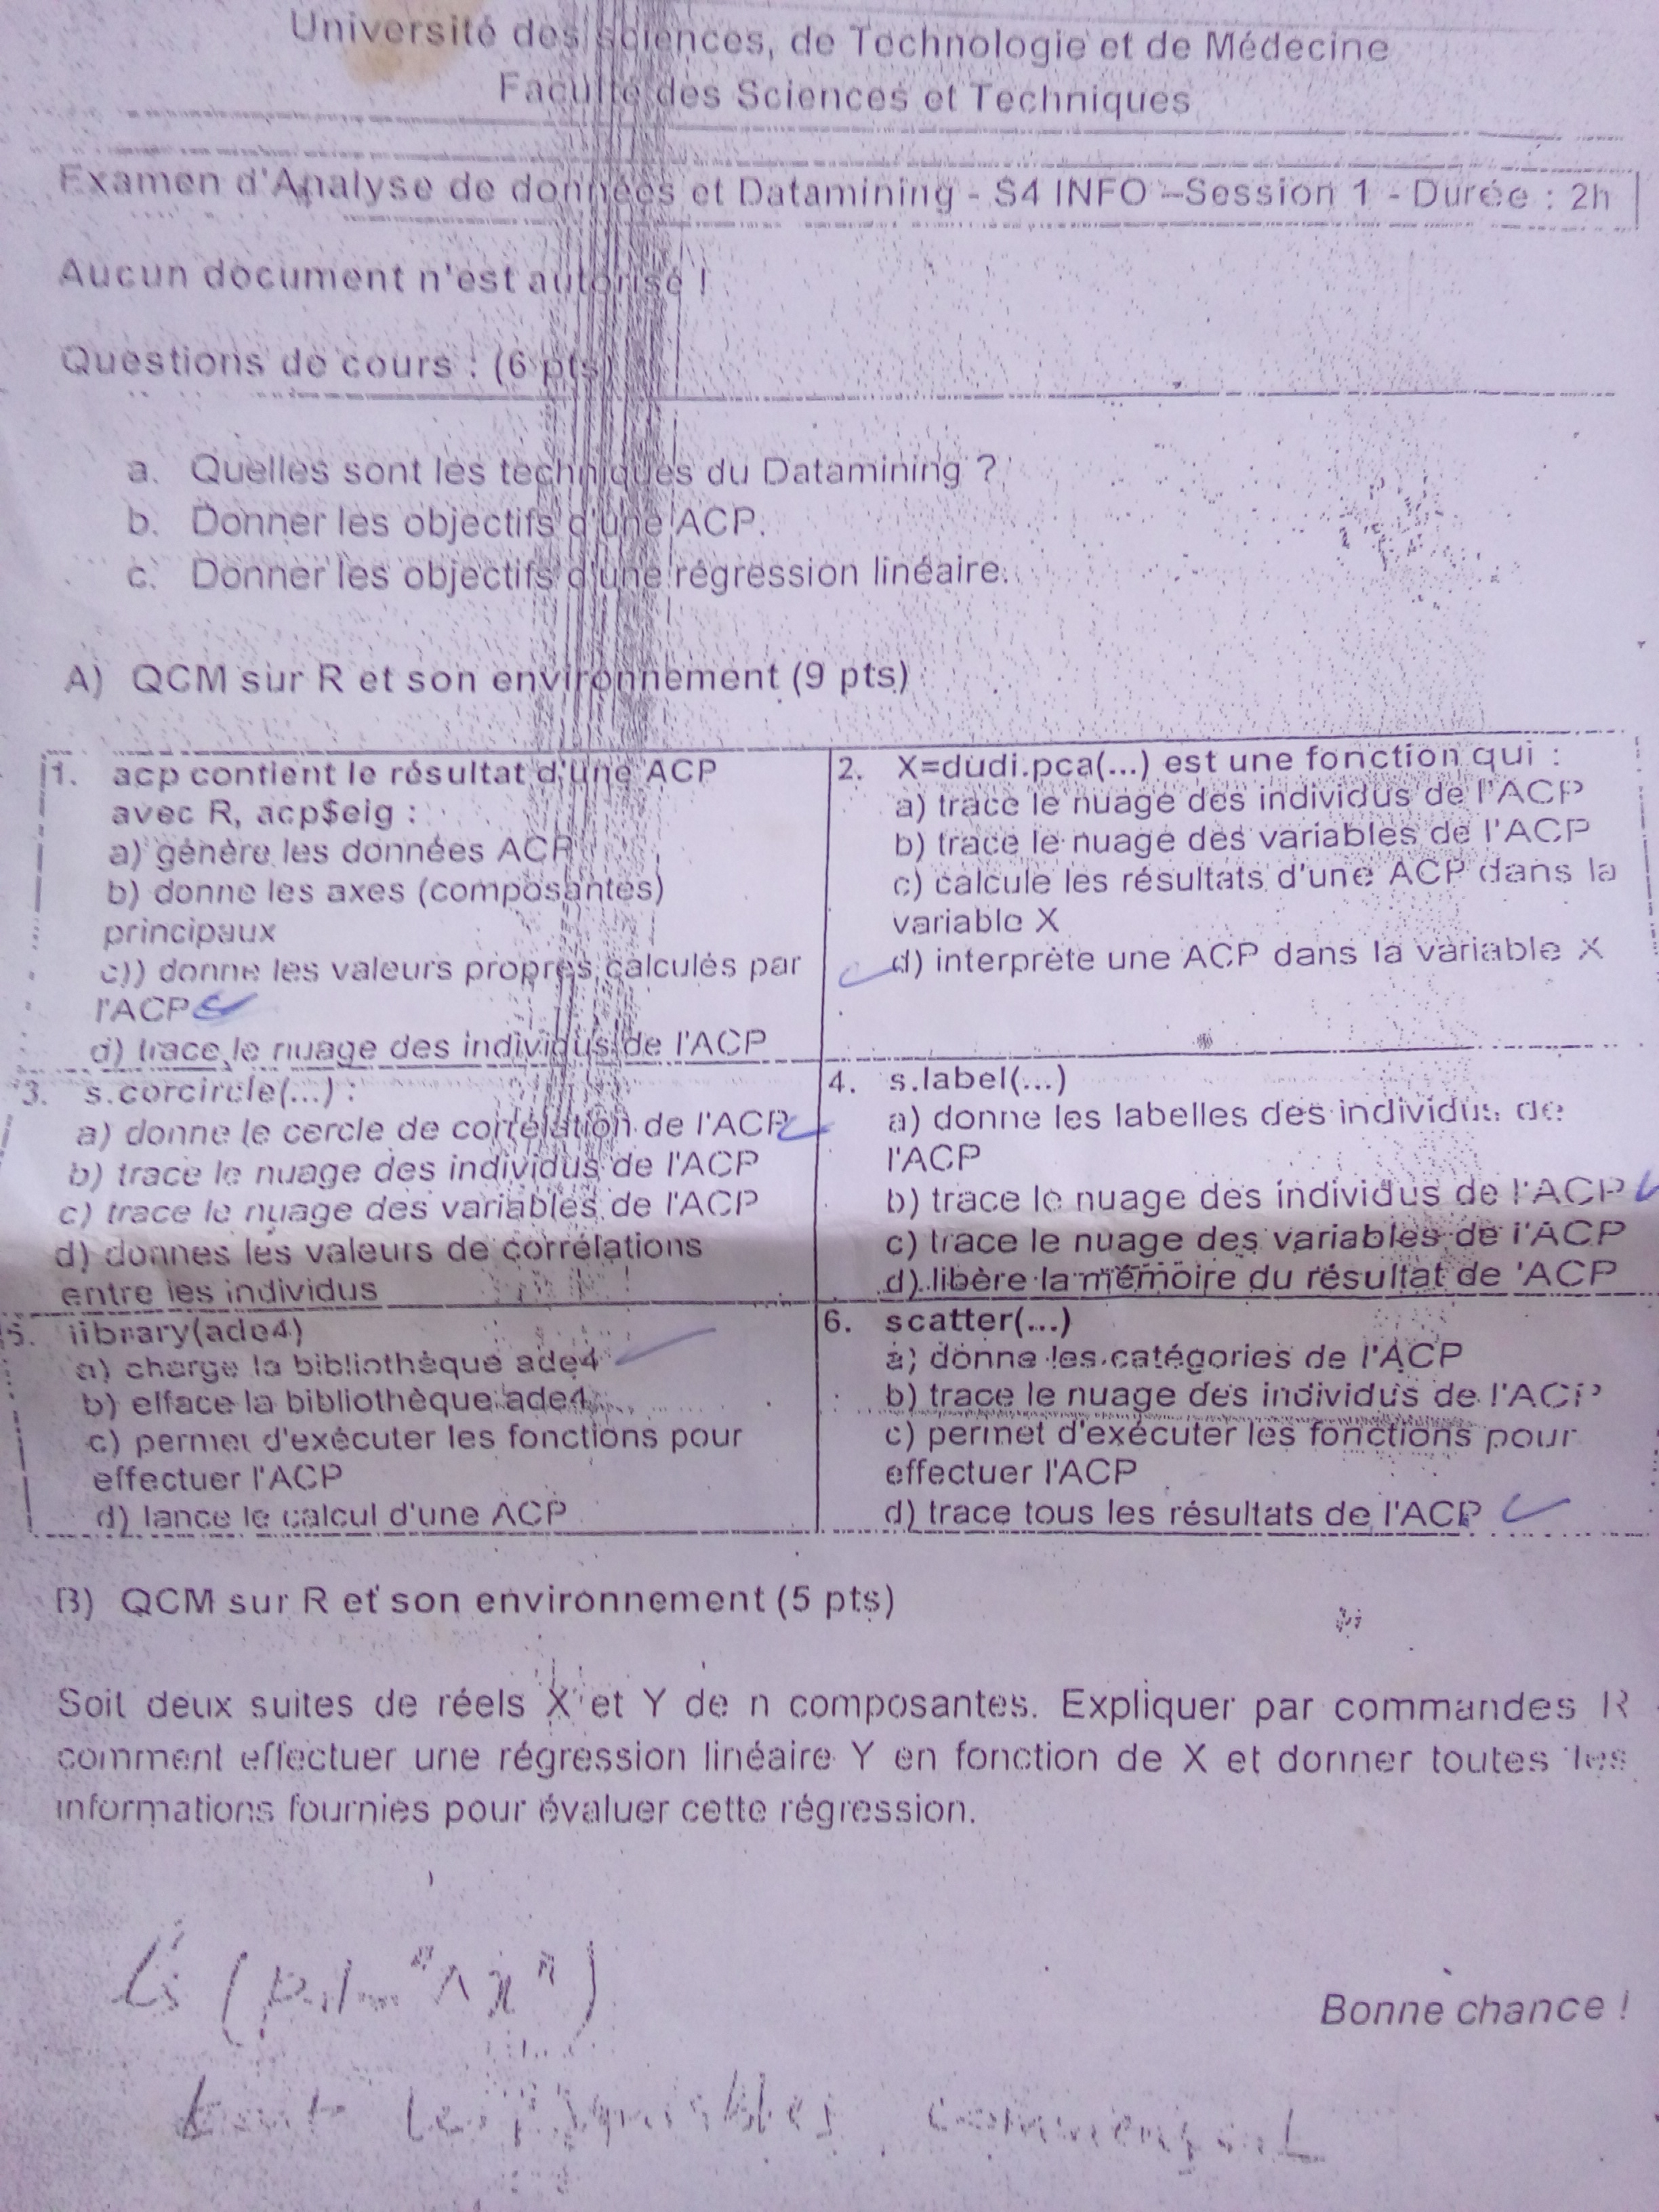 Université des sciences, de Technologie et de Médecine
Faculté des Sciences et Techniques
Examen d'Analyse de données et Datamining - S4 INFO –Session 1 - Durée : 2h
Aucun document n'est autorisé !
Questions de cours : (6 pts)
a. Quelles sont les techniques du Datamining ?
b. Donner les objectifs d'une ACP.
c. Donner les objectifs d'une régression linéaire.
A) QCM sur R et son environnement (9 pts)
1. acp contient le résultat d'une ACP
avec R, acp$eig :
a) génère les données ACP
b) donne les axes (composantes)
principaux
c)) donne les valeurs propres calculés par
l'ACP
d) trace le nuage des individus de l'ACP
2. X=dudi.pca(...) est une fonction qui :
a) trace le nuage des individus de l'ACP
b) trace le nuage des variables de l'ACP
c) calcule les résultats d'une ACP dans la
variable X
d) interprète une ACP dans la variable X
3. s.corcircle(...) :
a) donne le cercle de corrélation de l'ACP
b) trace le nuage des individus de l'ACP
c) trace le nuage des variables de l'ACP
d) donnes les valeurs de corrélations
entre les individus
4. s.label(...)
a) donne les labelles des individus de
l'ACP
b) trace le nuage des individus de l'ACP
c) trace le nuage des variables de l'ACP
d) libère la mémoire du résultat de 'ACP
5. library(ade4)
a) charge la bibliothèque ade4
b) efface la bibliothèque ade4
c) permet d'exécuter les fonctions pour
effectuer l'ACP
d) lance le calcul d'une ACP
6. scatter(...)
a) donne les catégories de l'ACP
b) trace le nuage des individus de l'ACP
c) permet d'exécuter les fonctions pour
effectuer l'ACP
d) trace tous les résultats de l'ACP
B) QCM sur R et son environnement (5 pts)
Soit deux suites de réels X et Y de n composantes. Expliquer par commandes R
comment effectuer une régression linéaire Y en fonction de X et donner toutes les
informations fournies pour évaluer cette régression.
Bonne chance !